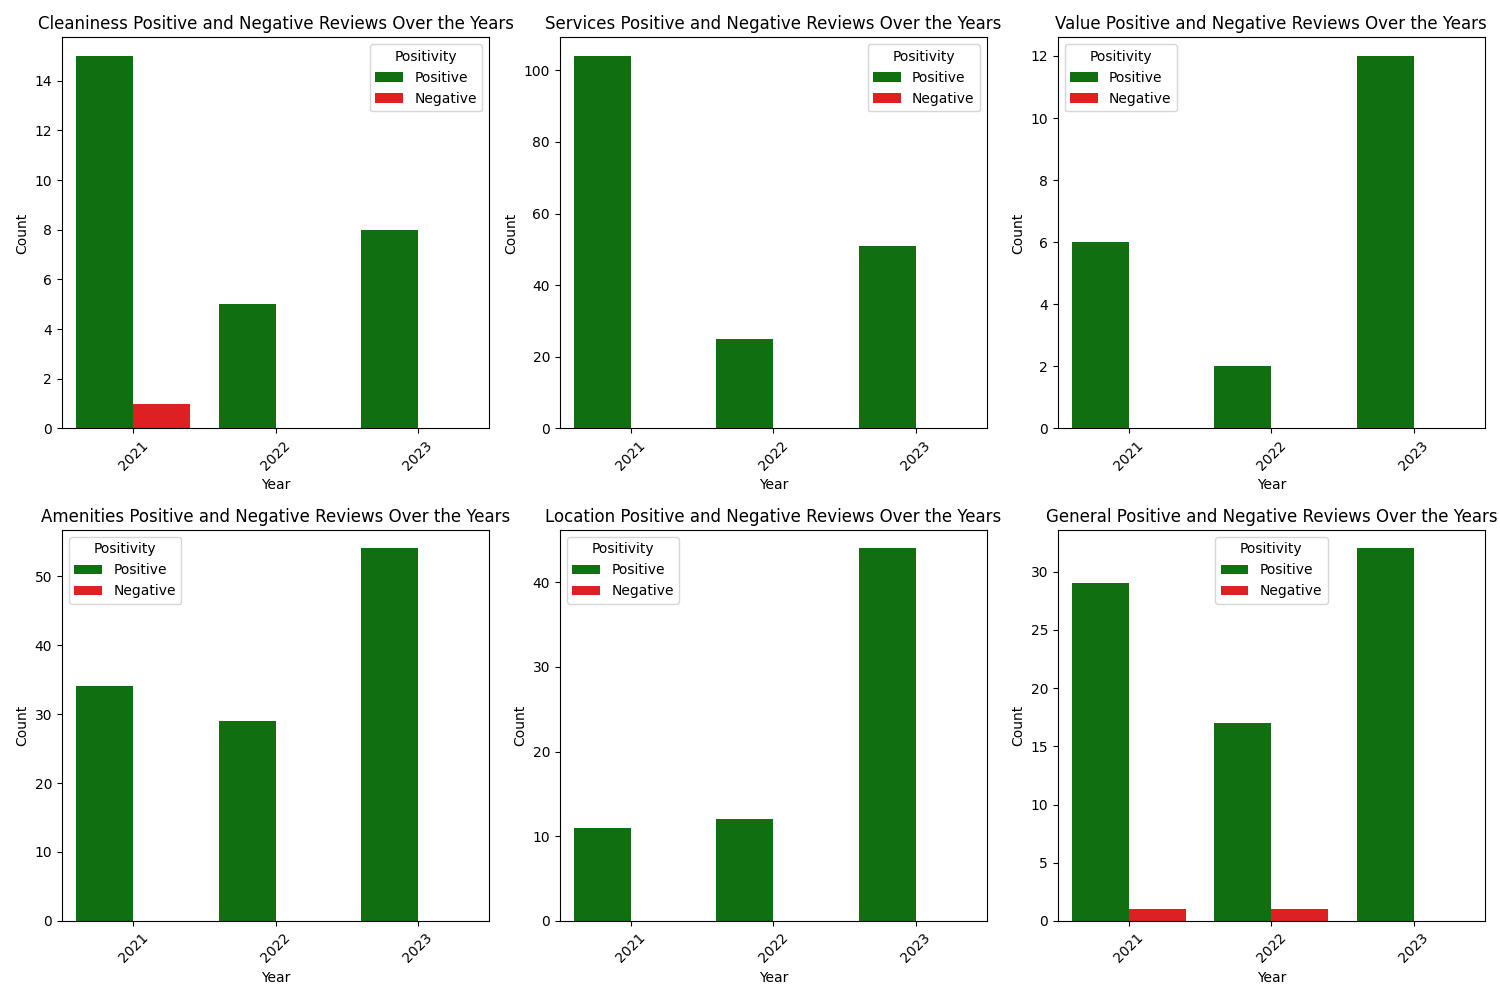 Cleaniness Positive and Negative Reviews Over the Years
Positivity
Positive
Negative
Count
14
12
10
8
6
4
2
0
2021
2022
2023
Year
Services Positive and Negative Reviews Over the Years
Positivity
Positive
Negative
Count
100
80
60
40
20
0
2021
2022
2023
Year
Value Positive and Negative Reviews Over the Years
Positivity
Positive
Negative
Count
12
10
8
6
4
2
0
2021
2022
2023
Year
Amenities Positive and Negative Reviews Over the Years
Positivity
Positive
Negative
Count
50
40
30
20
10
0
2021
2022
2023
Year
Location Positive and Negative Reviews Over the Years
Positivity
Positive
Negative
Count
40
30
20
10
0
2021
2022
2023
Year
General Positive and Negative Reviews Over the Years
Positivity
Positive
Negative
Count
30
25
20
15
10
5
0
2021
2022
2023
Year